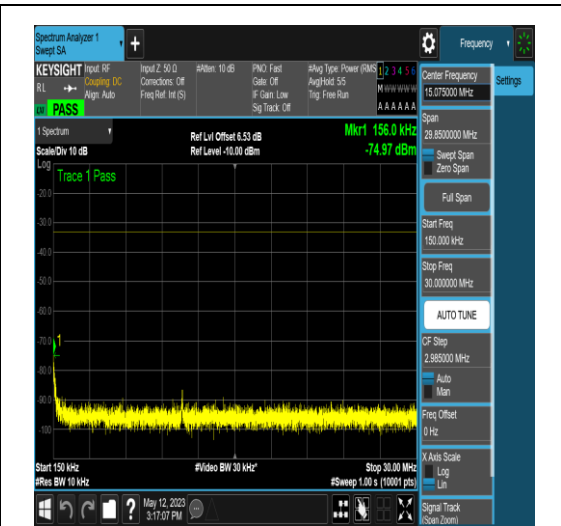 Spectrum Analyzer 1
Swept SA
+
Frequency
KEYSIGHT
Input: RF
Coupling: DC
Align: Auto
RL
PASS
Input Z: 50 Ω
Corrections: Off
Freq Ref: Int (S)
#Atten: 10 dB
PNO: Fast
Gate: Off
IF Gain: Low
Sig Track: Off
#Avg Type: Power (RMS
Avg|Hold: 5/5
Trig: Free Run
1 2 3 4 5 6
M W W W W W
A A A A A A
1 Spectrum
Scale/Div 10 dB
Log
Ref Lvl Offset 6.53 dB
Ref Level -10.00 dBm
Mkr1 156.0 kHz
-74.97 dBm
Trace 1 Pass
-20.0
-30.0
-40.0
-50.0
-60.0
-70.0
-80.0
-90.0
-100
1
Start 150 kHz
#Res BW 10 kHz
#Video BW 30 kHz*
Stop 30.00 MHz
#Sweep 1.00 s (10001 pts)
?
May 12, 2023
3:17:07 PM
Center Frequency
15.075000 MHz
Settings
Span
29.8500000 MHz
Swept Span
Zero Span
Full Span
Start Freq
150.000 kHz
Stop Freq
30.000000 MHz
AUTO TUNE
CF Step
2.985000 MHz
Auto
Man
Freq Offset
0 Hz
X Axis Scale
Log
Lin
Signal Track
(Span Zoom)